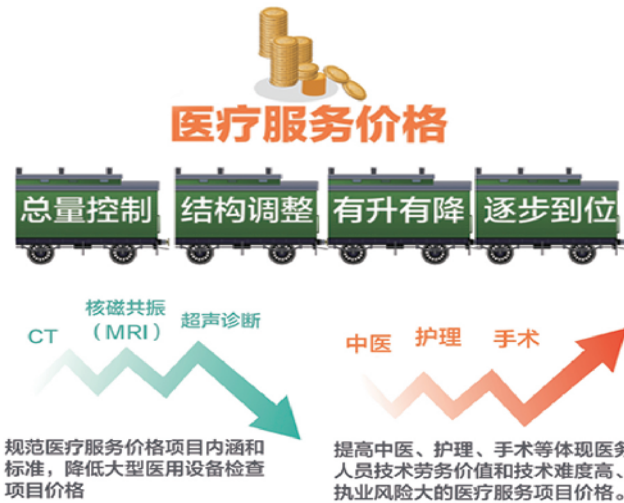 医疗服务价格
总量控制 结构调整 有升有降 逐步到位
CT
核磁共振
（MRI）
超声诊断
规范医疗服务价格项目内涵和
标准，降低大型医用设备检查
项目价格
中医
护理
手术
提高中医、护理、手术等体现医务
人员技术劳务价值和技术难度高、
执业风险大的医疗服务项目价格。